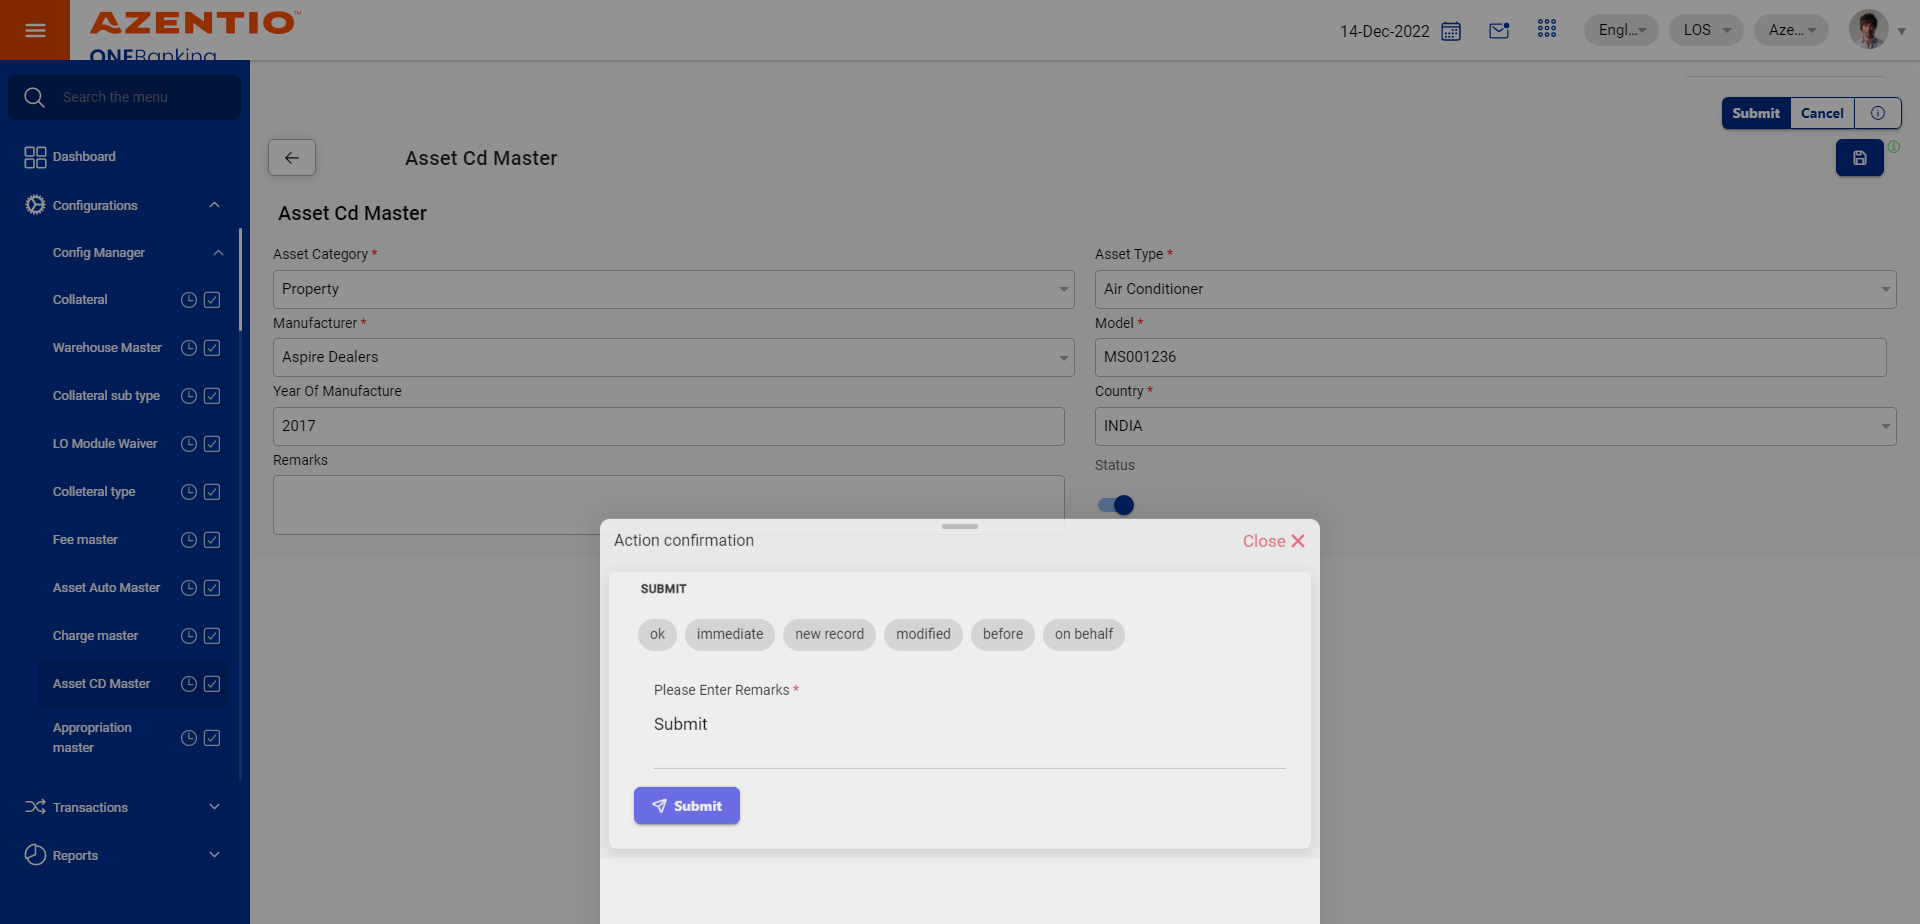 AZENTIO™
ONEBanking
14-Dec-2022
Engl...
LOS
Aze...
Search the menu
Dashboard
Configurations
Config Manager
Collateral
Warehouse Master
Collateral sub type
LO Module Waiver
Colleteral type
Fee master
Asset Auto Master
Charge master
Asset CD Master
Appropriation
master
Transactions
Reports
Submit
Cancel
Asset Cd Master
Asset Cd Master
Asset Category *
Property
Asset Type *
Air Conditioner
Manufacturer *
Aspire Dealers
Model *
MS001236
Year Of Manufacture
2017
Country *
INDIA
Remarks
Status
Action confirmation
Close
SUBMIT
ok
immediate
new record
modified
before
on behalf
Please Enter Remarks *
Submit
Submit